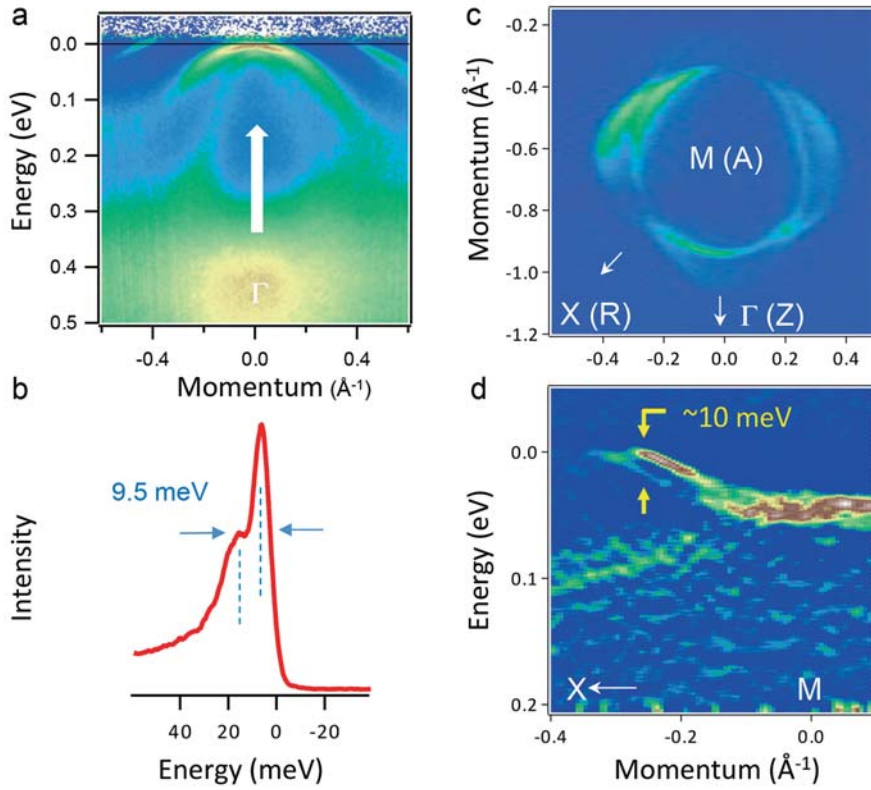 a
0.0
0.1
0.2
0.3
0.4
0.5
Energy (eV)
Γ
-0.4
0.0
0.4
Momentum (Å⁻¹)
b
9.5 meV
Intensity
40
20
0
-20
Energy (meV)
c
-0.2
-0.4
-0.6
-0.8
-1.0
-1.2
Momentum (Å⁻¹)
M (A)
X (R)
Γ (Z)
-0.4
-0.2
0.0
0.2
0.4
d
~10 meV
0.0
0.1
0.2
Energy (eV)
X
M
-0.4
-0.2
0.0
Momentum (Å⁻¹)